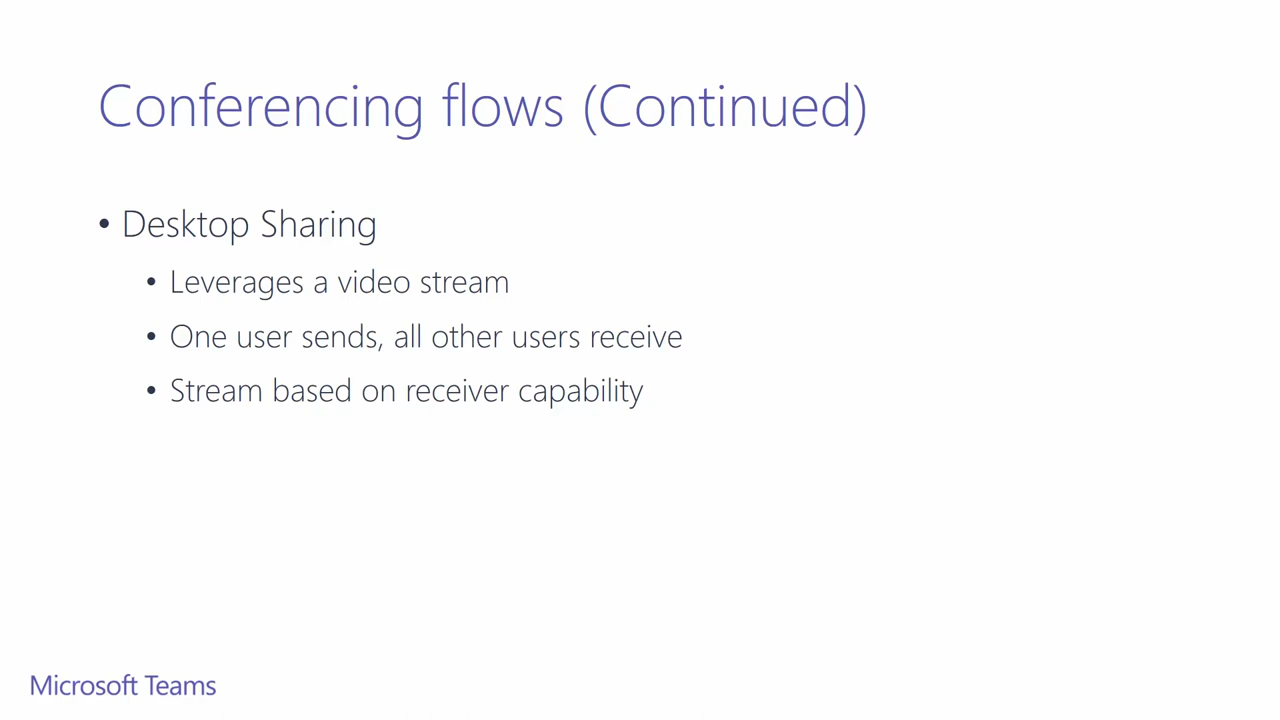 Conferencing flows (Continued)
• Desktop Sharing
• Leverages a video stream
• One user sends, all other users receive
• Stream based on receiver capability
Microsoft Teams